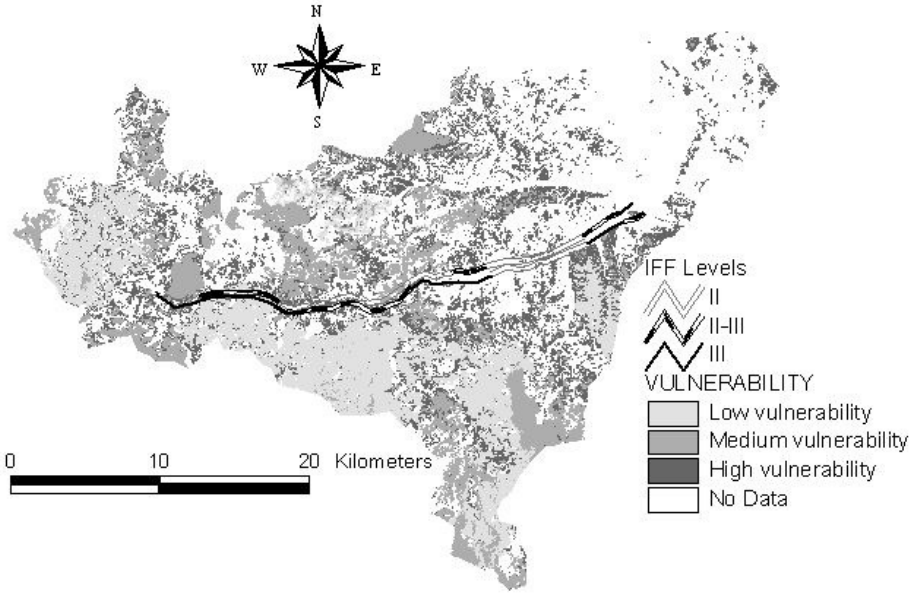 N
W E
S
IFF Levels
II
II-III
III
VULNERABILITY
Low vulnerability
Medium vulnerability
High vulnerability
No Data
0 10 20 Kilometers